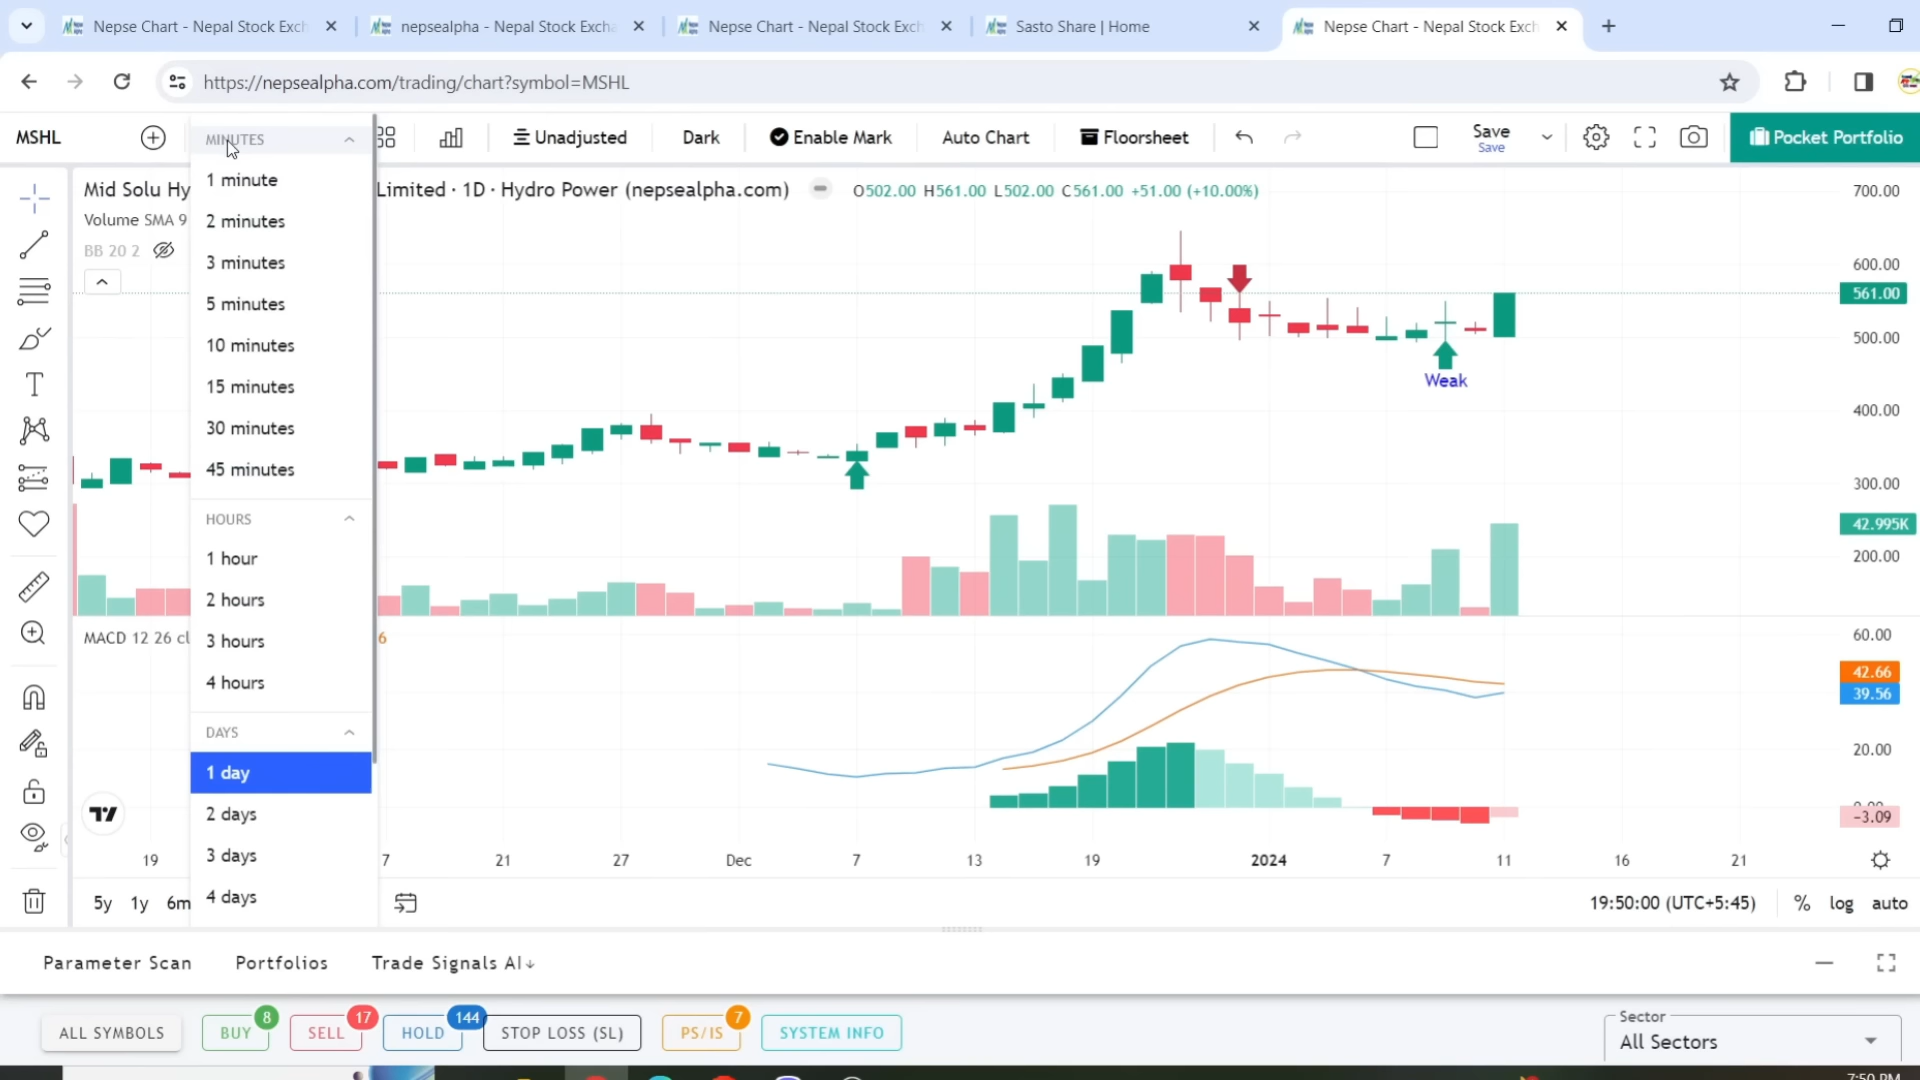 Nepse Chart - Nepal Stock Exch
nepsealpha - Nepal Stock Excha
Nepse Chart - Nepal Stock Exch
Sasto Share | Home
Nepse Chart - Nepal Stock Exch
https://nepsealpha.com/trading/chart?symbol=MSHL
MSHL
Unadjusted
Dark
Enable Mark
Auto Chart
Floorsheet
Save
Save
Pocket Portfolio
MINUTES
1 minute
2 minutes
3 minutes
5 minutes
10 minutes
15 minutes
30 minutes
45 minutes
HOURS
1 hour
2 hours
3 hours
4 hours
DAYS
1 day
2 days
3 days
4 days
Mid Solu Hy
Limited · 1D · Hydro Power (nepsealpha.com)
O502.00 H561.00 L502.00 C561.00 +51.00 (+10.00%)
Volume SMA 9
BB 20 2
Weak
700.00
600.00
561.00
500.00
400.00
300.00
42.995K
200.00
MACD 12 26 cl
6
60.00
42.66
39.56
20.00
0.00
−3.09
19
7
21
27
Dec
7
13
19
2024
7
11
16
21
5y 1y 6m
19:50:00 (UTC+5:45)
% log auto
Parameter Scan
Portfolios
Trade Signals AI↓
ALL SYMBOLS
BUY
8
SELL
17
HOLD
144
STOP LOSS (SL)
PS/IS
7
SYSTEM INFO
Sector
All Sectors
7:50 PM